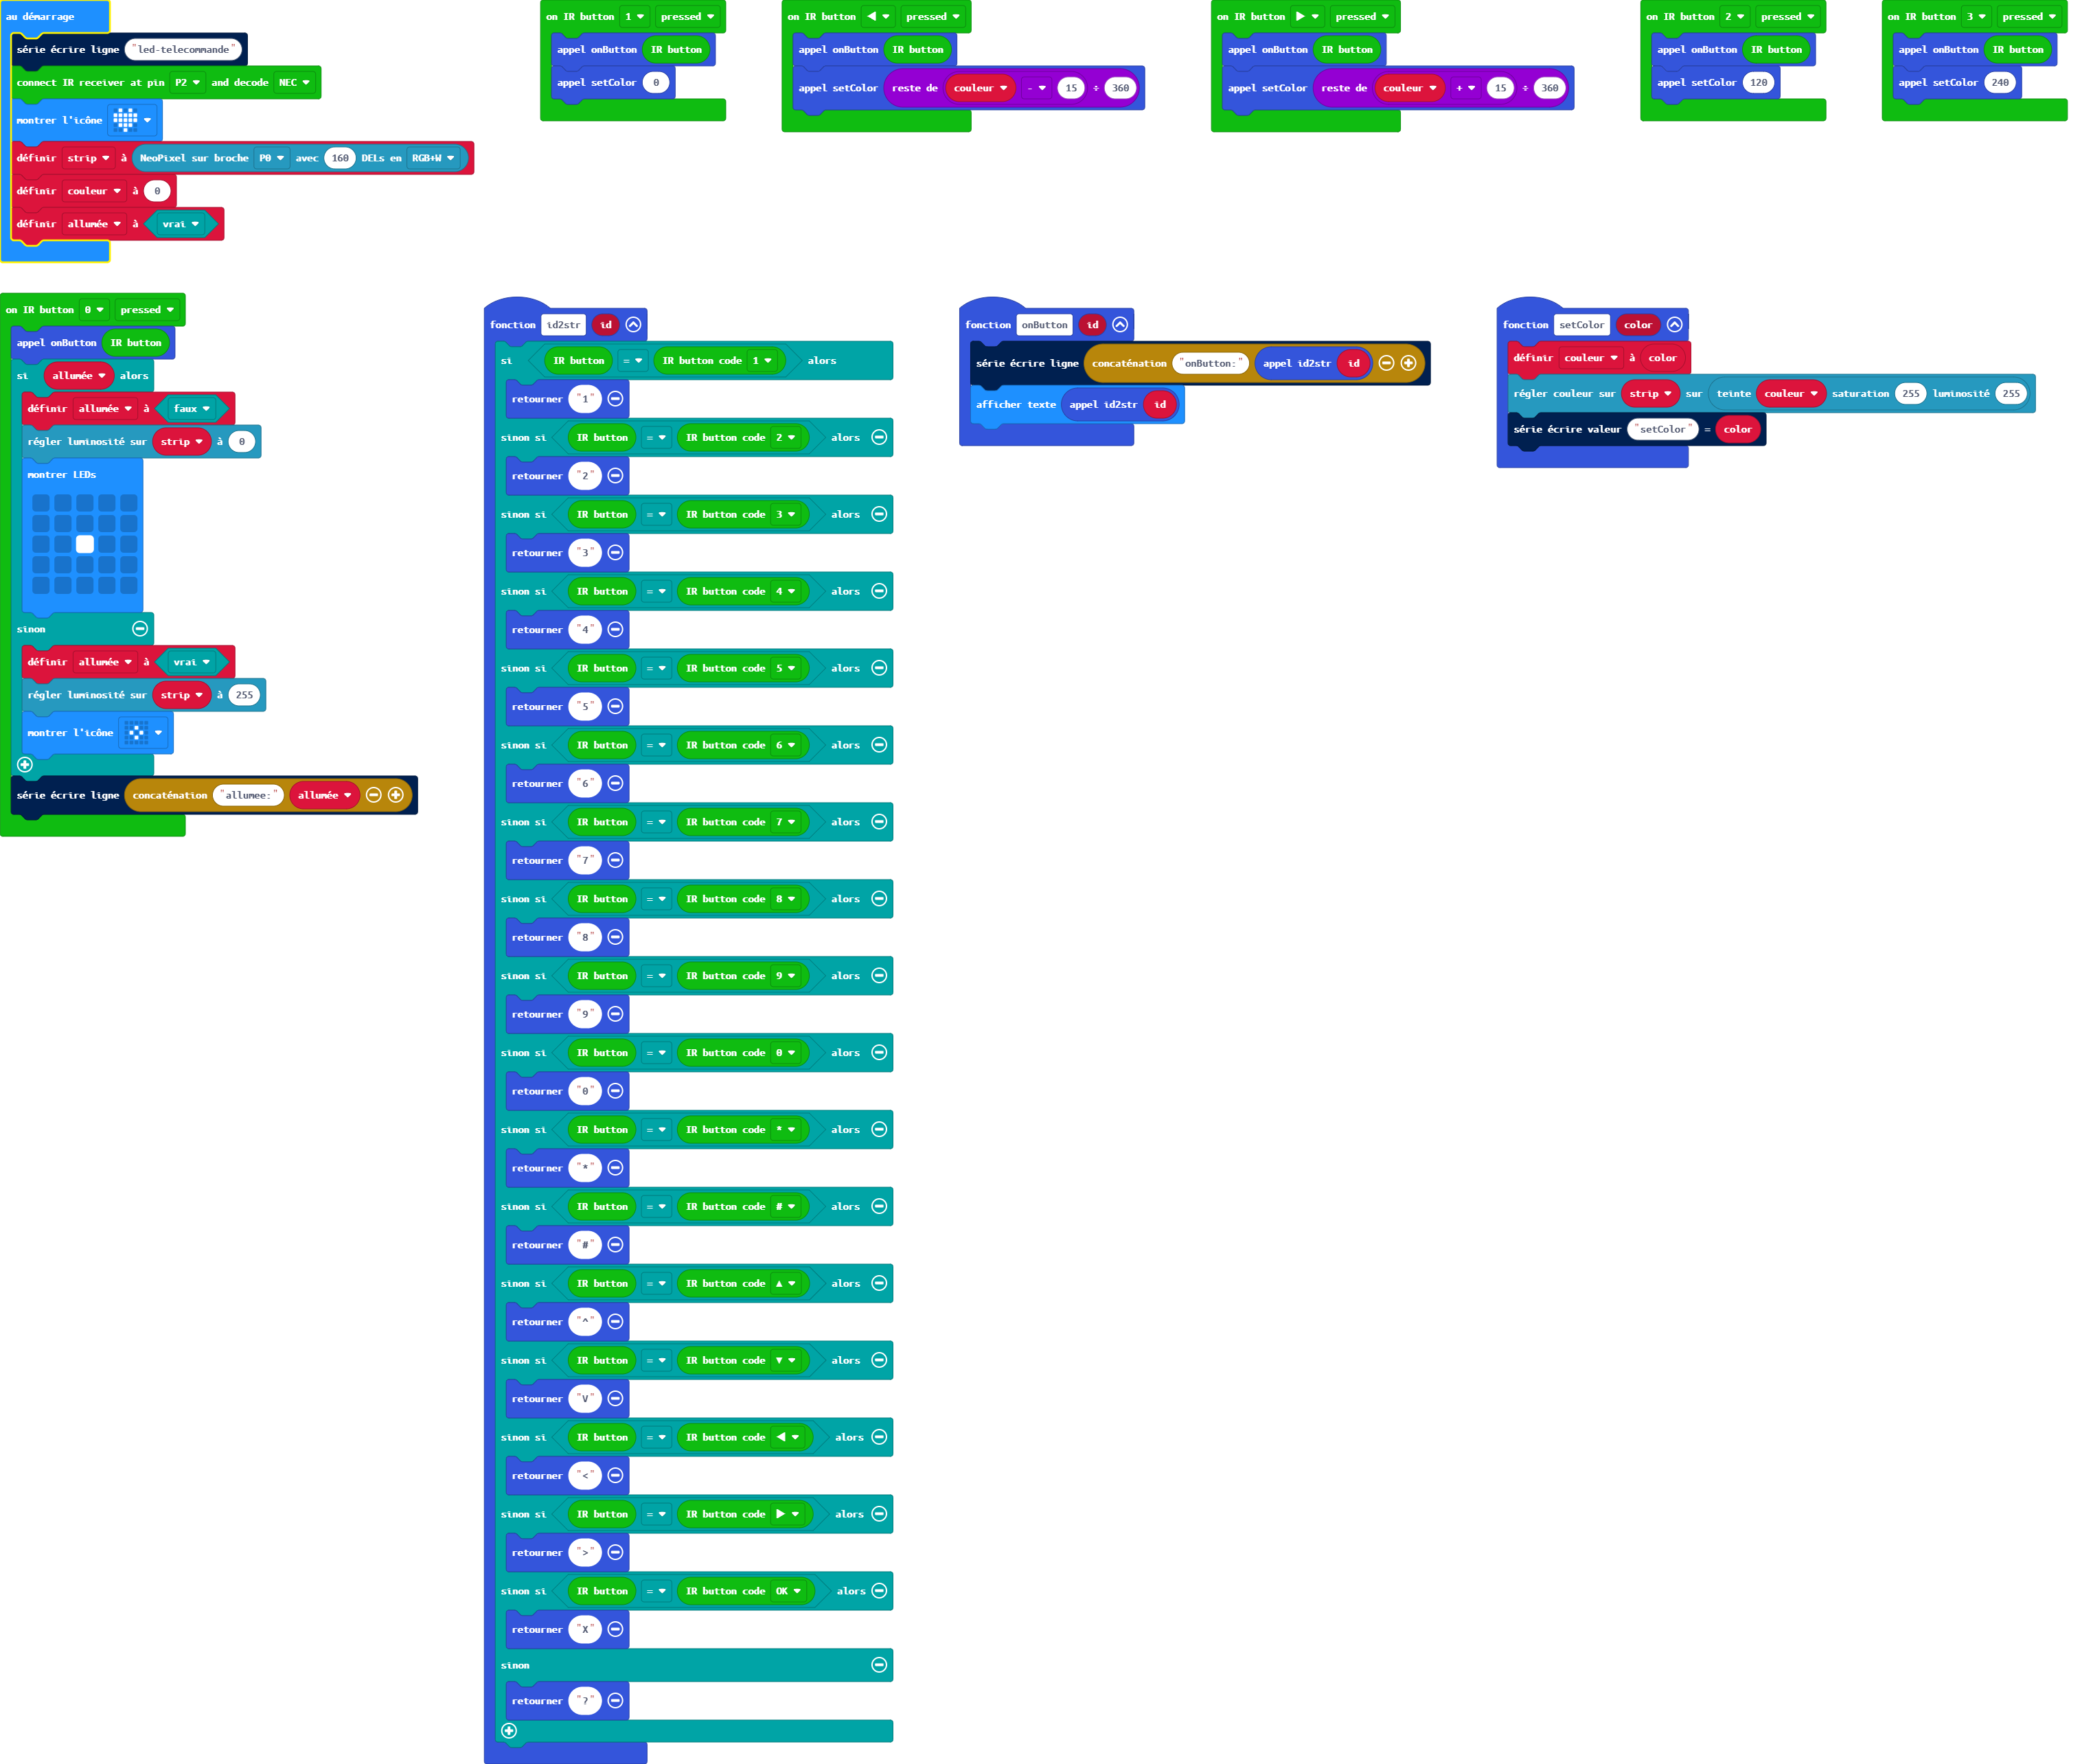 au démarrage
série écrire ligne "led-telecommande"
connect IR receiver at pin P2 and decode NEC
montrer l'icône
définir strip à NeoPixel sur broche P0 avec 160 DELs en RGB+W
définir couleur à 0
définir allumée à vrai
on IR button 1 pressed
appel onButton IR button
appel setColor 0
on IR button ◀ pressed
appel onButton IR button
appel setColor reste de couleur - 15 ÷ 360
on IR button ▶ pressed
appel onButton IR button
appel setColor reste de couleur + 15 ÷ 360
on IR button 2 pressed
appel onButton IR button
appel setColor 120
on IR button 3 pressed
appel onButton IR button
appel setColor 240
on IR button 0 pressed
appel onButton IR button
si allumée alors
définir allumée à faux
régler luminosité sur strip à 0
montrer LEDs
sinon
définir allumée à vrai
régler luminosité sur strip à 255
montrer l'icône
série écrire ligne concaténation "allumee:" allumée
fonction id2str id
si IR button = IR button code 1 alors
retourner "1"
sinon si IR button = IR button code 2 alors
retourner "2"
sinon si IR button = IR button code 3 alors
retourner "3"
sinon si IR button = IR button code 4 alors
retourner "4"
sinon si IR button = IR button code 5 alors
retourner "5"
sinon si IR button = IR button code 6 alors
retourner "6"
sinon si IR button = IR button code 7 alors
retourner "7"
sinon si IR button = IR button code 8 alors
retourner "8"
sinon si IR button = IR button code 9 alors
retourner "9"
sinon si IR button = IR button code 0 alors
retourner "0"
sinon si IR button = IR button code * alors
retourner "*"
sinon si IR button = IR button code # alors
retourner "#"
sinon si IR button = IR button code ▲ alors
retourner "^"
sinon si IR button = IR button code ▼ alors
retourner "V"
sinon si IR button = IR button code ◀ alors
retourner "<"
sinon si IR button = IR button code ▶ alors
retourner ">"
sinon si IR button = IR button code OK alors
retourner "X"
sinon
retourner "?"
fonction onButton id
série écrire ligne concaténation "onButton:" appel id2str id
afficher texte appel id2str id
fonction setColor color
définir couleur à color
régler couleur sur strip sur teinte couleur saturation 255 luminosité 255
série écrire valeur "setColor" = color